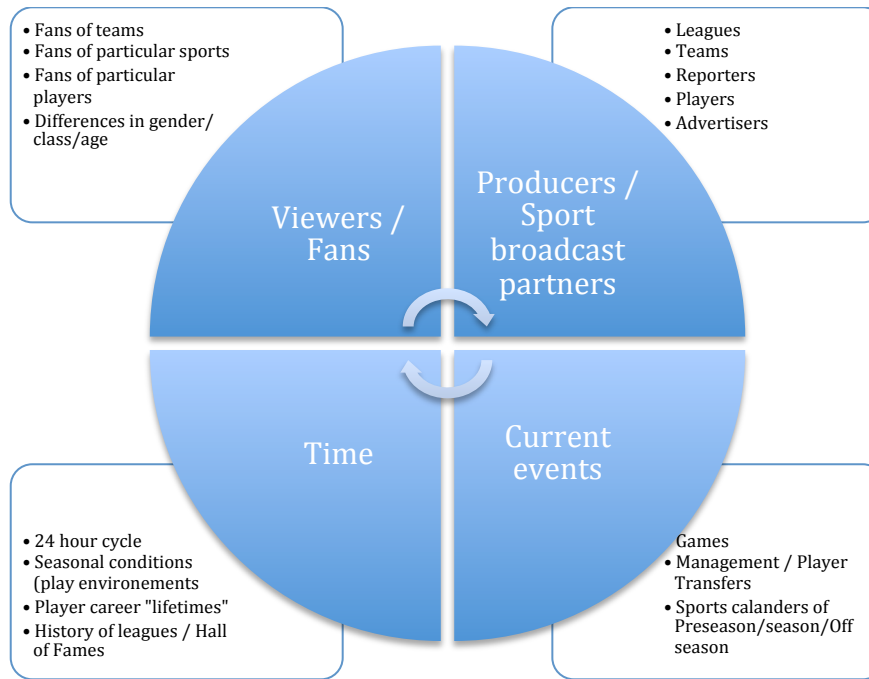 • Fans of teams
• Fans of particular sports
• Fans of particular
players
• Differences in gender/
class/age
• Leagues
• Teams
• Reporters
• Players
• Advertisers
Viewers /
Fans
Producers /
Sport
broadcast
partners
Time
Current
events
• 24 hour cycle
• Seasonal conditions
(play environements
• Player career "lifetimes"
• History of leagues / Hall
of Fames
Games
• Management / Player
Transfers
• Sports calanders of
Preseason/season/Off
season